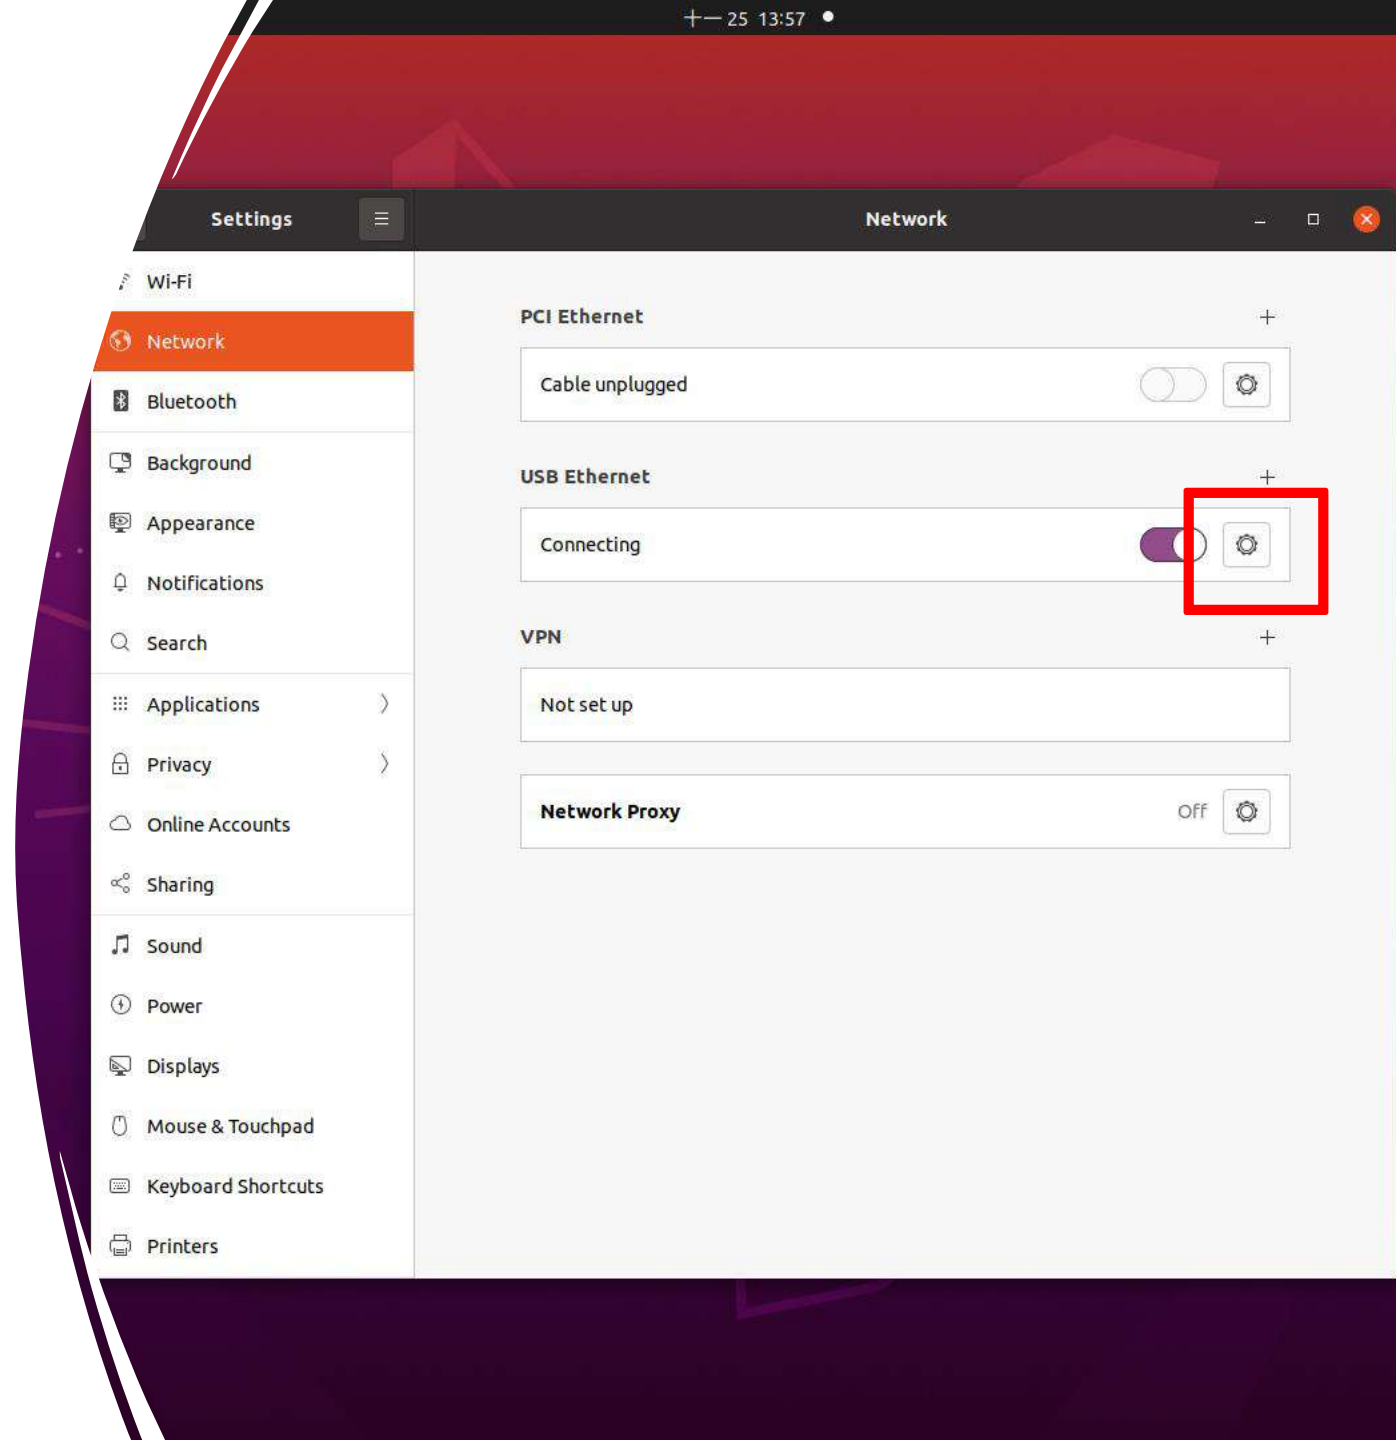 十一 25 13:57
Settings
Network
Wi-Fi
Network
Bluetooth
Background
Appearance
Notifications
Search
Applications
Privacy
Online Accounts
Sharing
Sound
Power
Displays
Mouse & Touchpad
Keyboard Shortcuts
Printers
PCI Ethernet
Cable unplugged
USB Ethernet
Connecting
VPN
Not set up
Network Proxy Off